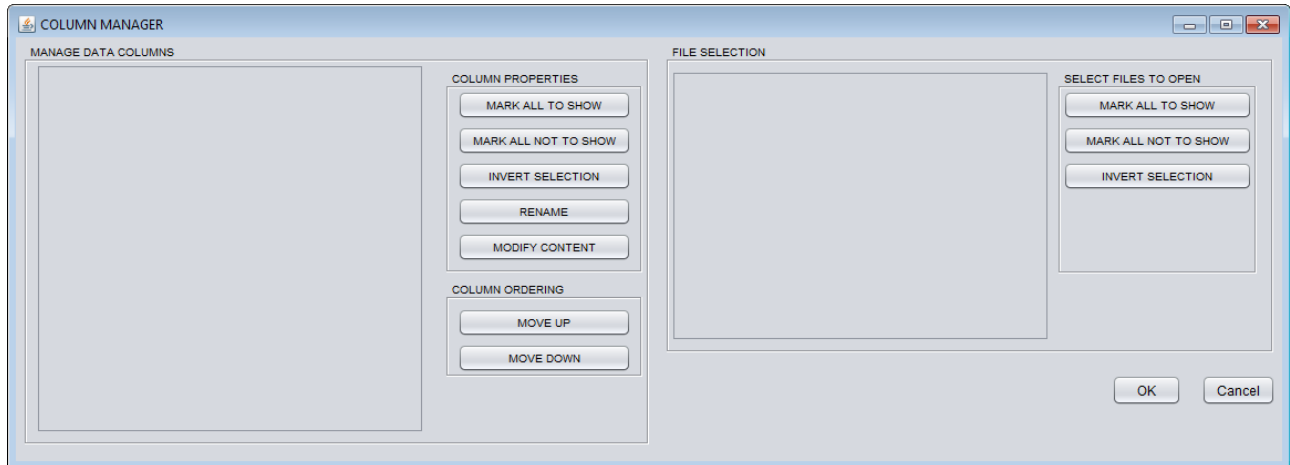 COLUMN MANAGER
MANAGE DATA COLUMNS
COLUMN PROPERTIES
MARK ALL TO SHOW
MARK ALL NOT TO SHOW
INVERT SELECTION
RENAME
MODIFY CONTENT
COLUMN ORDERING
MOVE UP
MOVE DOWN
FILE SELECTION
SELECT FILES TO OPEN
MARK ALL TO SHOW
MARK ALL NOT TO SHOW
INVERT SELECTION
OK
Cancel